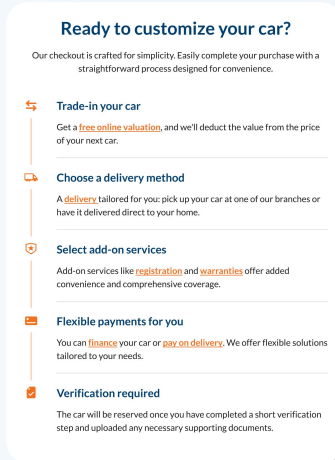 Ready to customize your car?
Our checkout is crafted for simplicity. Easily complete your purchase with a
straightforward process designed for convenience.
Trade-in your car
Get a free online valuation, and we'll deduct the value from the price
of your next car.
Choose a delivery method
A delivery tailored for you: pick up your car at one of our branches or
have it delivered direct to your home.
Select add-on services
Add-on services like registration and warranties offer added
convenience and comprehensive coverage.
Flexible payments for you
You can finance your car or pay on delivery. We offer flexible solutions
tailored to your needs.
Verification required
The car will be reserved once you have completed a short verification
step and uploaded any necessary supporting documents.